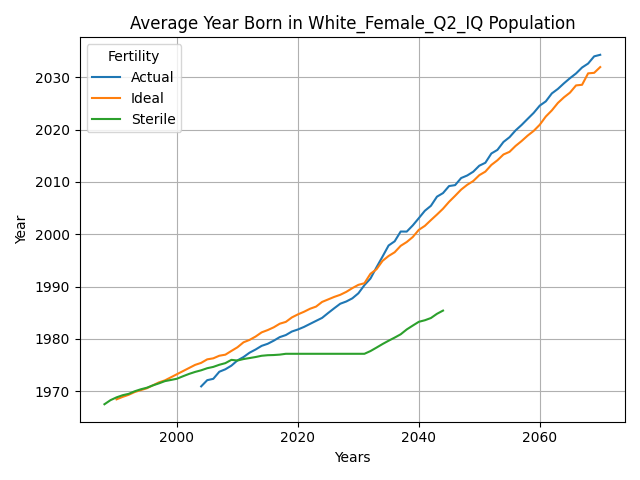 Average Year Born in White_Female_Q2_IQ Population
Fertility
Actual
Ideal
Sterile
2030
2020
2010
2000
1990
1980
1970
Year
2000
2020
2040
2060
Years